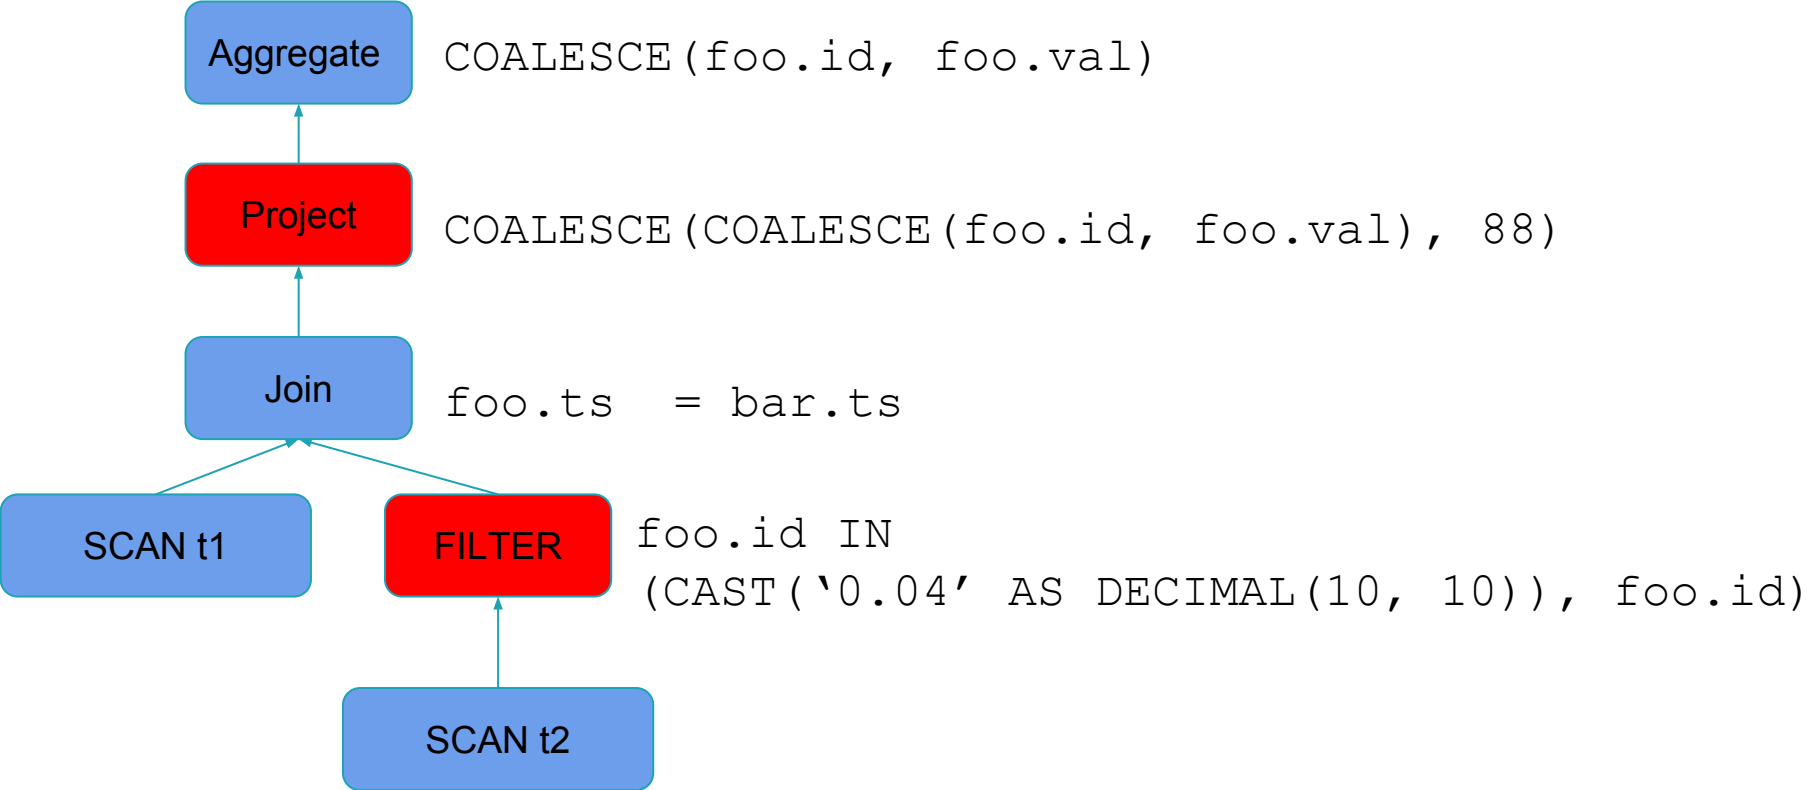 Aggregate
COALESCE(foo.id, foo.val)
Project
COALESCE(COALESCE(foo.id, foo.val), 88)
Join
foo.ts  = bar.ts
SCAN t1
FILTER
foo.id IN
(CAST(‘0.04’ AS DECIMAL(10, 10)), foo.id)
SCAN t2